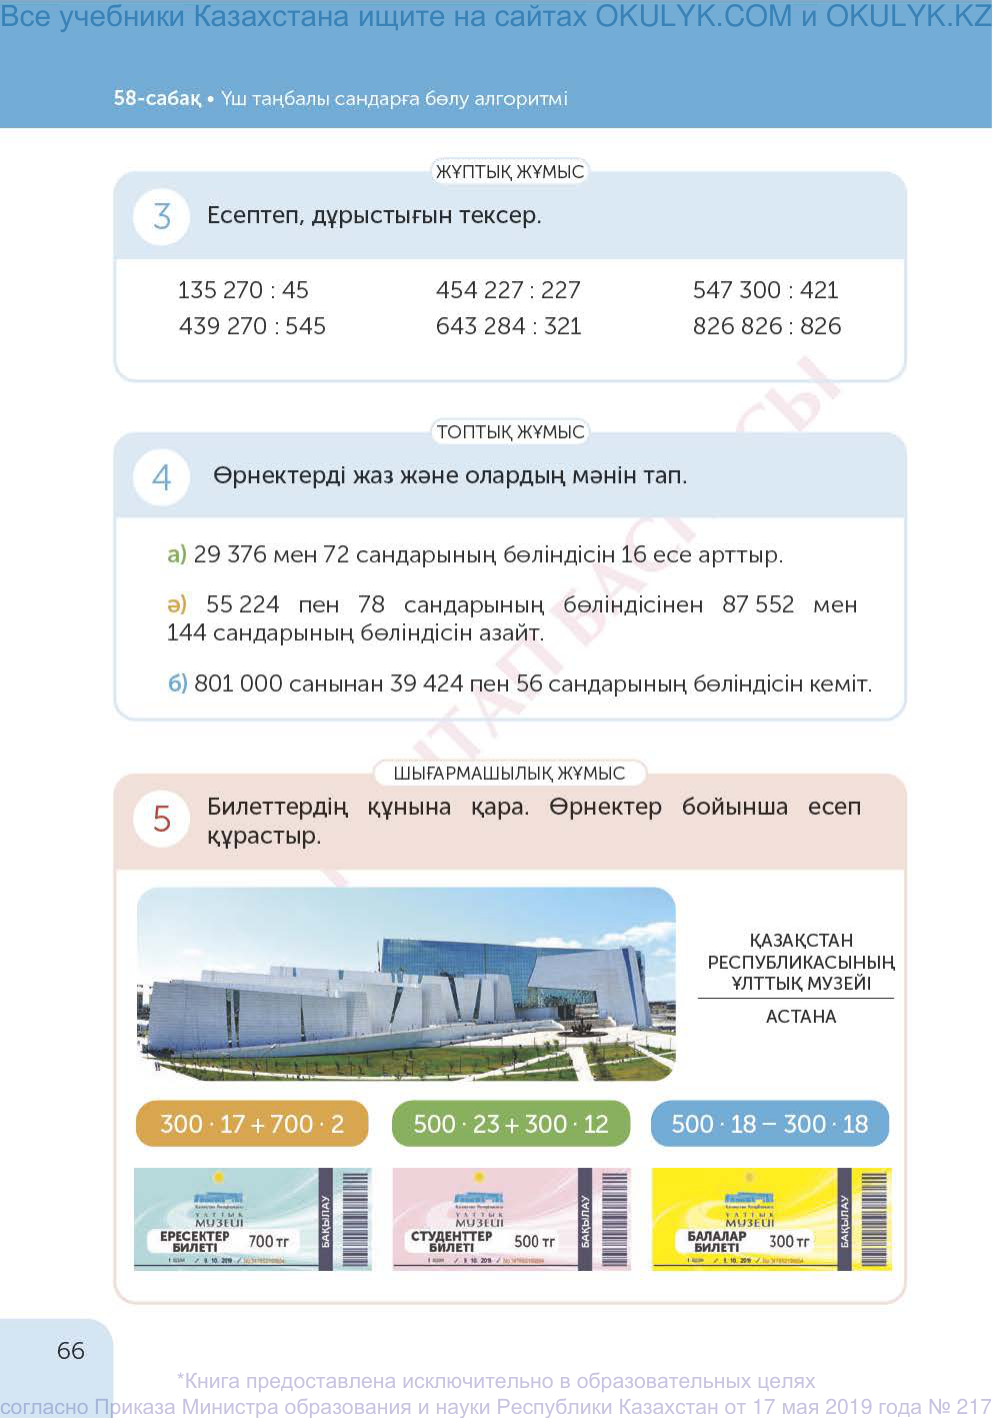 Все учебники Казахстана ищите на сайтах OKULYK.COM и OKULYK.KZ
58-сабақ • Үш таңбалы сандарға бөлу алгоритмі
ЖҰПТЫҚ ЖҰМЫС
3 Есептеп, дұрыстығын тексер.
135 270 : 45 454 227 : 227 547 300 : 421
439 270 : 545 643 284 : 321 826 826 : 826
ТОПТЫҚ ЖҰМЫС
4 Өрнектерді жаз және олардың мәнін тап.
а) 29 376 мен 72 сандарының бөліндісін 16 есе арттыр.
ә) 55 224 пен 78 сандарының бөліндісінен 87 552 мен
144 сандарының бөліндісін азайт.
б) 801 000 санынан 39 424 пен 56 сандарының бөліндісін кеміт.
ШЫҒАРМАШЫЛЫҚ ЖҰМЫС
5 Билеттердің құнына қара. Өрнектер бойынша есеп
құрастыр.
ҚАЗАҚСТАН
РЕСПУБЛИКАСЫНЫҢ
ҰЛТТЫҚ МУЗЕЙІ
АСТАНА
300 · 17 + 700 · 2 500 · 23 + 300 · 12 500 · 18 – 300 · 18
ҰЛТТЫҚ
МУЗЕЙІ
ЕРЕСЕКТЕР
БИЛЕТІ
700 тг
БАҚЫЛАУ
ҰЛТТЫҚ
МУЗЕЙІ
СТУДЕНТТЕР
БИЛЕТІ
500 тг
БАҚЫЛАУ
ҰЛТТЫҚ
МУЗЕЙІ
БАЛАЛАР
БИЛЕТІ
300 тг
БАҚЫЛАУ
66
*Книга предоставлена исключительно в образовательных целях
согласно Приказа Министра образования и науки Республики Казахстан от 17 мая 2019 года № 217